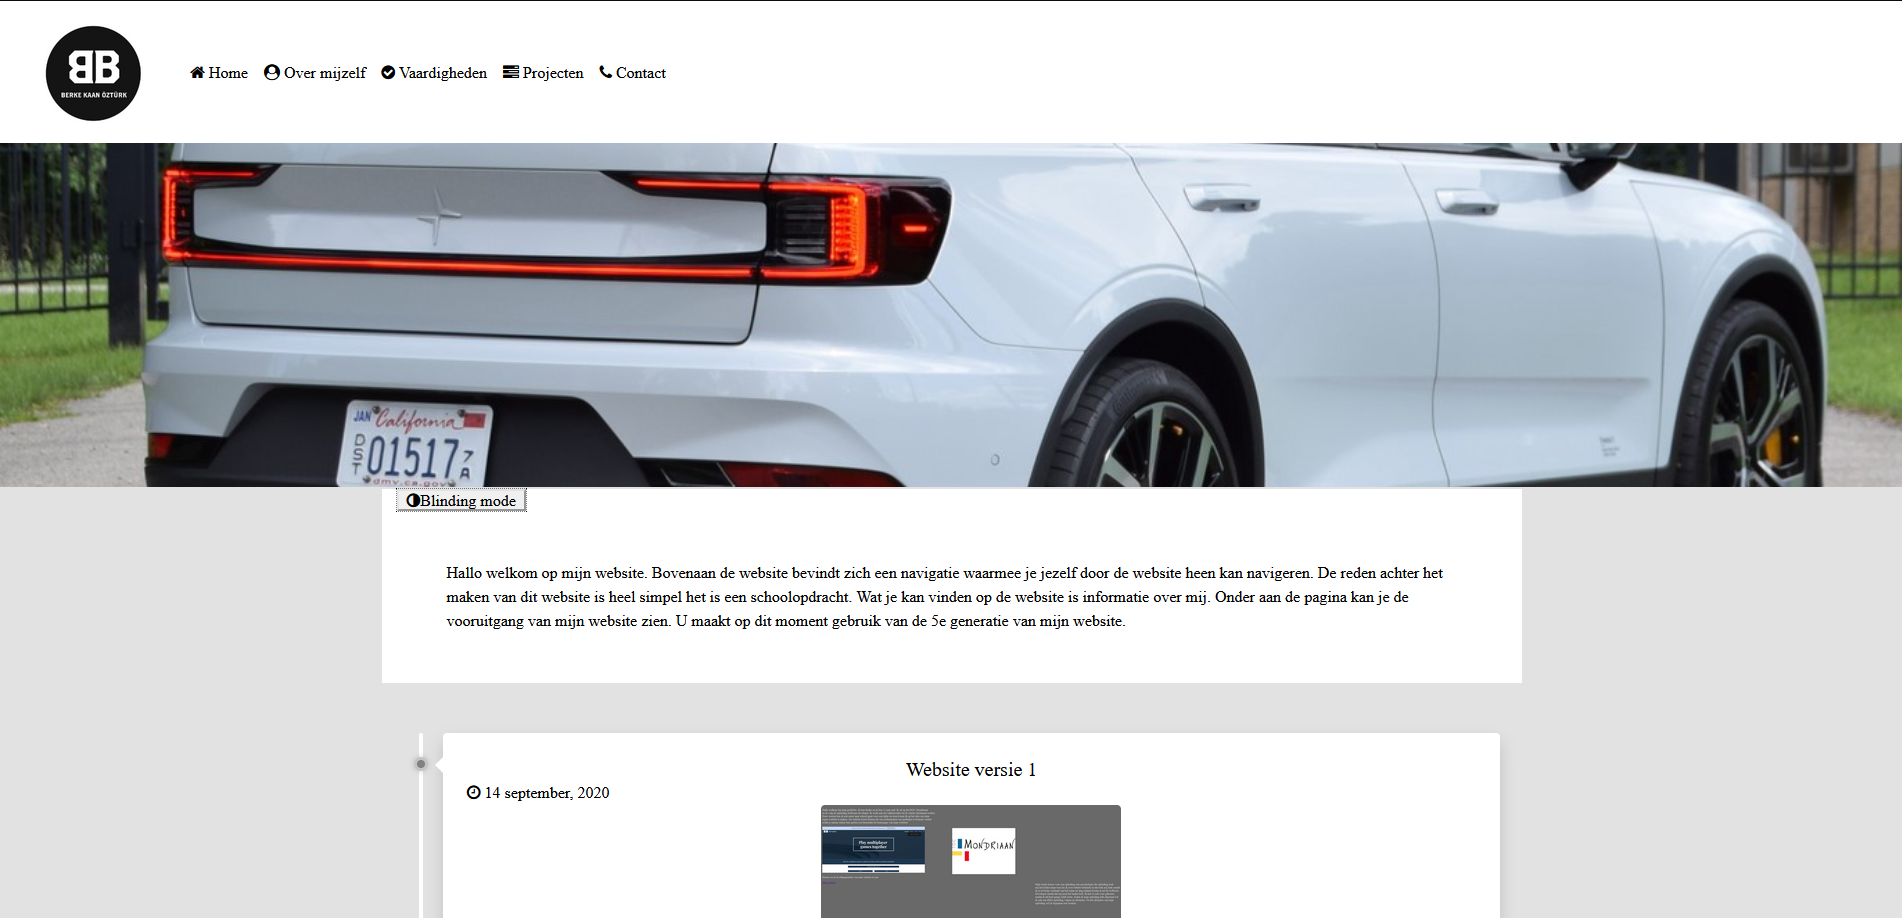 BB
BERKE KAAN ÖZTÜRK
Home Over mijzelf Vaardigheden Projecten Contact
JAN California
DST 01517 7A
dmv.ca.gov
Blinding mode
Hallo welkom op mijn website. Bovenaan de website bevindt zich een navigatie waarmee je jezelf door de website heen kan navigeren. De reden achter het
maken van dit website is heel simpel het is een schoolopdracht. Wat je kan vinden op de website is informatie over mij. Onder aan de pagina kan je de
vooruitgang van mijn website zien. U maakt op dit moment gebruik van de 5e generatie van mijn website.
Website versie 1
14 september, 2020
Play multiplayer
games together
MONDRIAAN